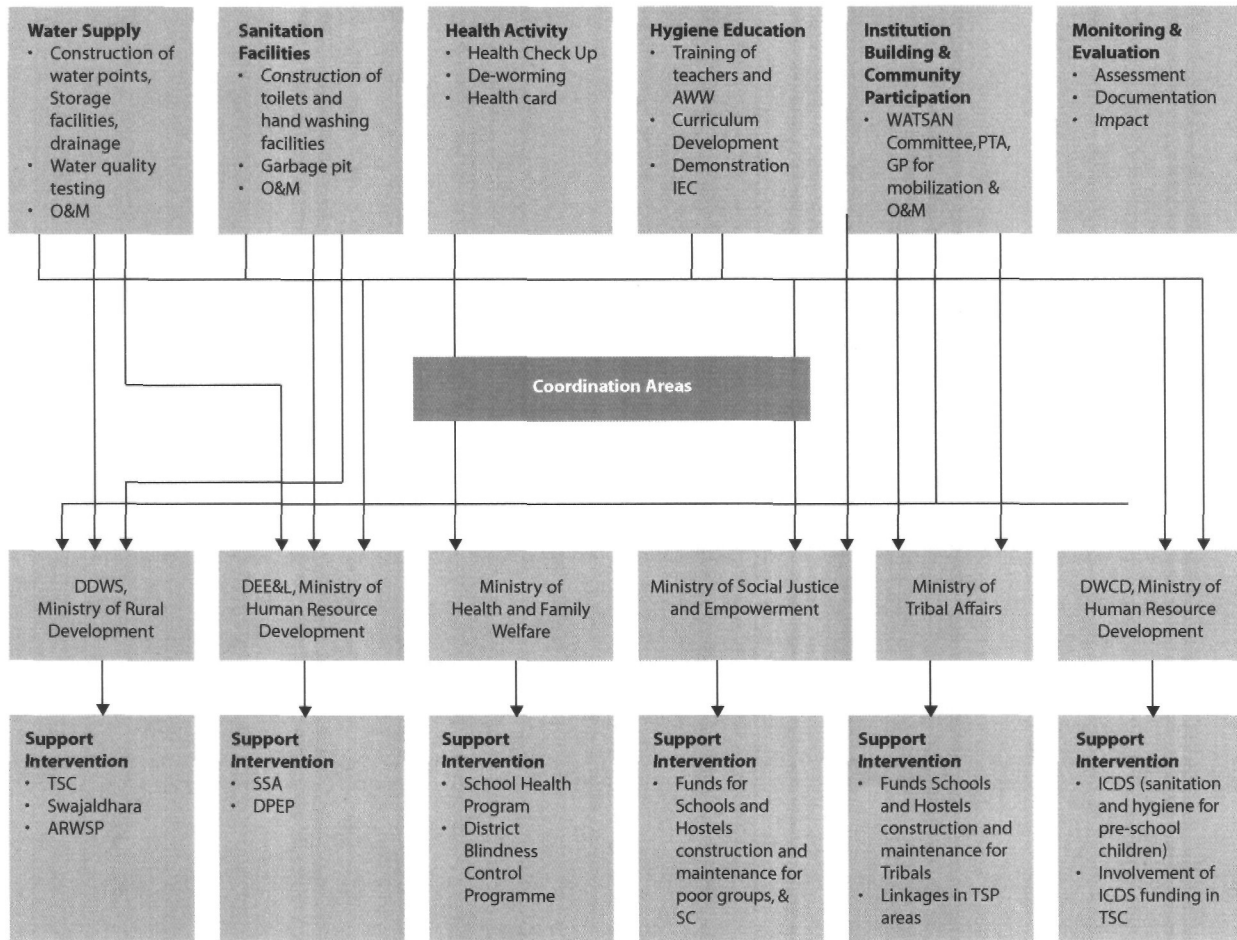 Water Supply
• Construction of
water points,
Storage
facilities,
drainage
• Water quality
testing
• O&M
Sanitation
Facilities
• Construction of
toilets and
hand washing
facilities
• Garbage pit
• O&M
Health Activity
• Health Check Up
• De-worming
• Health card
Hygiene Education
• Training of
teachers and
AWW
• Curriculum
Development
• Demonstration
IEC
Institution
Building &
Community
Participation
• WATSAN
Committee, PTA,
GP for
mobilization &
O&M
Monitoring &
Evaluation
• Assessment
• Documentation
• Impact
Coordination Areas
DDWS,
Ministry of Rural
Development
DEE&L, Ministry of
Human Resource
Development
Ministry of
Health and Family
Welfare
Ministry of Social Justice
and Empowerment
Ministry of
Tribal Affairs
DWCD, Ministry of
Human Resource
Development
Support
Intervention
• TSC
• Swajaldhara
• ARWSP
Support
Intervention
• SSA
• DPEP
Support
Intervention
• School Health
Program
• District
Blindness
Control
Programme
Support
Intervention
• Funds for
Schools and
Hostels
construction and
maintenance for
poor groups, &
SC
Support
Intervention
• Funds Schools
and Hostels
construction and
maintenance for
Tribals
• Linkages in TSP
areas
Support
Intervention
• ICDS (sanitation
and hygiene for
pre-school
children)
• Involvement of
ICDS funding in
TSC